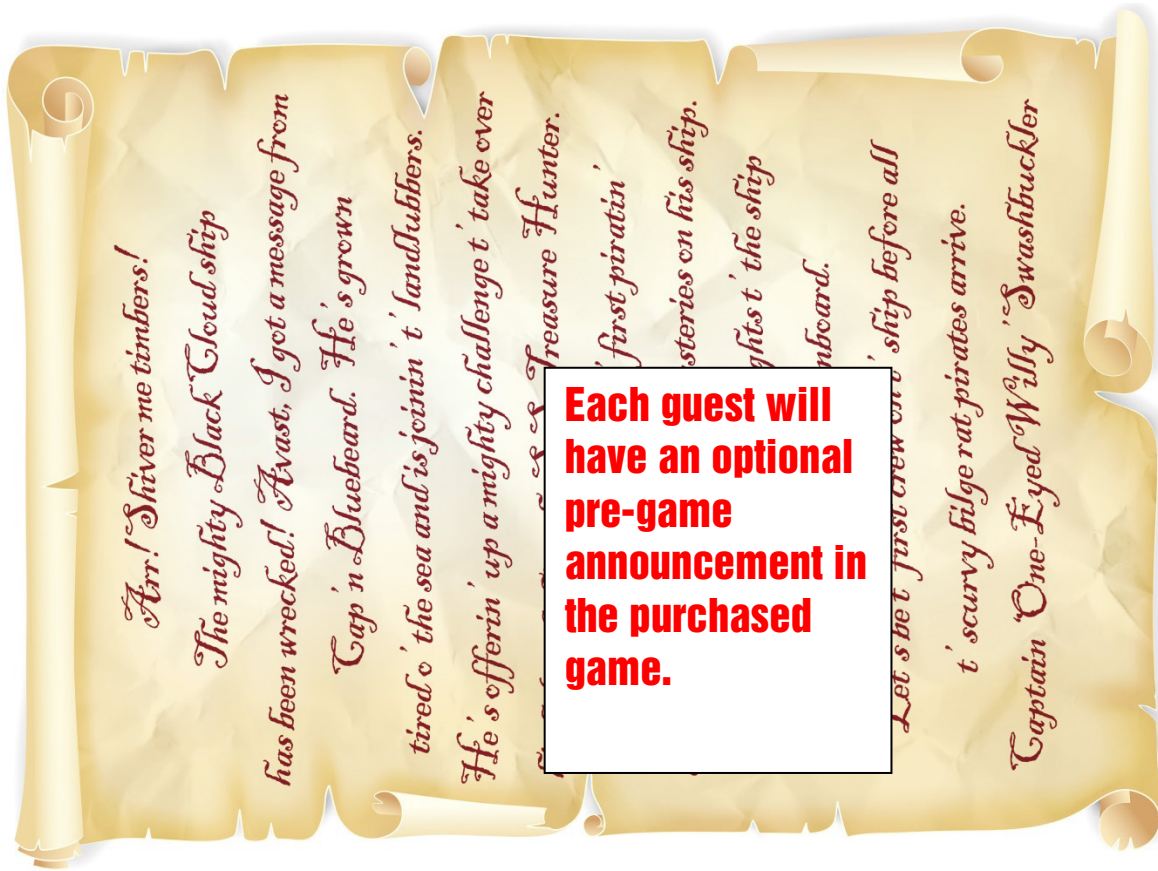 Arr! Shiver me timbers!
The mighty Black Cloud ship
has been wrecked! Avast, I got a message from
Cap'n Bluebeard. He's grown
tired o' the sea and is joinin' t' landlubbers.
He's offerin' up a mighty challenge t' take over
Treasure Hunter.
first piratin'
on his ship.
t' the ship
Let's be t' first crew on t' ship before all
t' scurvy bilge rat pirates arrive.
Captain 'One-Eyed Willy' Swashbuckler
Each guest will
have an optional
pre-game
announcement in
the purchased
game.